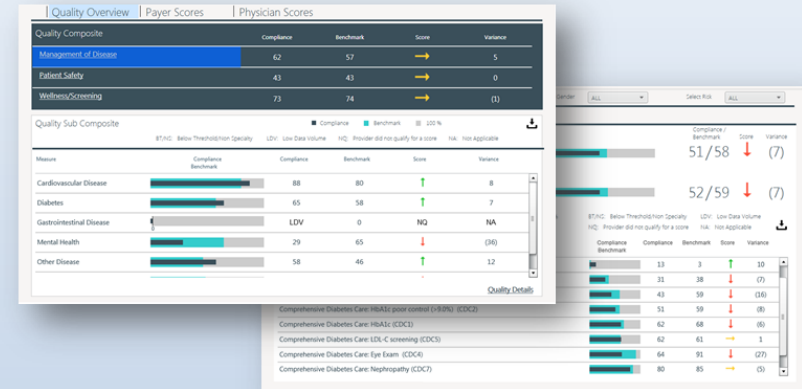 Quality Overview Payer Scores Physician Scores
Quality Composite Compliance Benchmark Score Variance
Management of Disease 62 57 5
Patient Safety 43 43 0
Wellness/Screening 73 74 (1)
Quality Sub Composite Compliance Benchmark 100 %
BT/NS: Below Threshold/Non Specialty LDV: Low Data Volume NQ: Provider did not qualify for a score NA: Not Applicable
Measure Compliance Benchmark Compliance Benchmark Score Variance
Cardiovascular Disease 88 80 8
Diabetes 65 58 7
Gastrointestinal Disease 0 LDV 0 NQ NA
Mental Health 29 65 (36)
Other Disease 58 46 12
Quality Details
Gender ALL Select Risk ALL
Compliance / Benchmark Score Variance
51/58 (7)
52/59 (7)
BT/NS: Below Threshold/Non Specialty LDV: Low Data Volume
NQ: Provider did not qualify for a score NA: Not Applicable
Compliance Benchmark Compliance Benchmark Score Variance
13 3 10
31 38 (7)
43 59 (16)
Comprehensive Diabetes Care: HbA1c poor control (>9.0%) (CDC2) 51 59 (8)
Comprehensive Diabetes Care: HbA1c (CDC1) 62 68 (6)
Comprehensive Diabetes Care: LDL-C screening (CDC5) 62 61 1
Comprehensive Diabetes Care: Eye Exam (CDC4) 64 91 (27)
Comprehensive Diabetes Care: Nephropathy (CDC7) 80 85 (5)